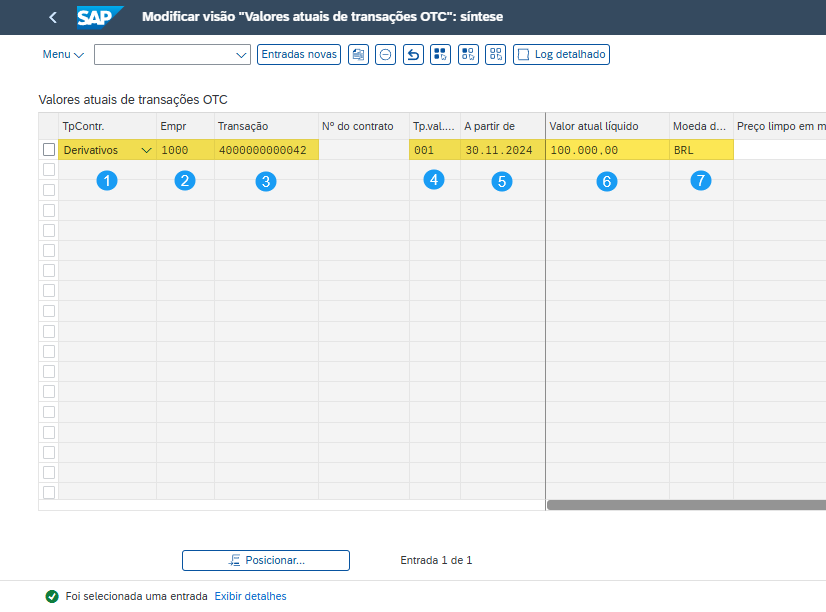 SAP Modificar visão "Valores atuais de transações OTC": síntese
Menu Entradas novas Log detalhado
Valores atuais de transações OTC
TpContr. Empr Transação Nº do contrato Tp.val.... A partir de Valor atual líquido Moeda d... Preço limpo em m
Derivativos 1000 4000000000042 001 30.11.2024 100.000,00 BRL
1 2 3 4 5 6 7
Posicionar... Entrada 1 de 1
Foi selecionada uma entrada Exibir detalhes